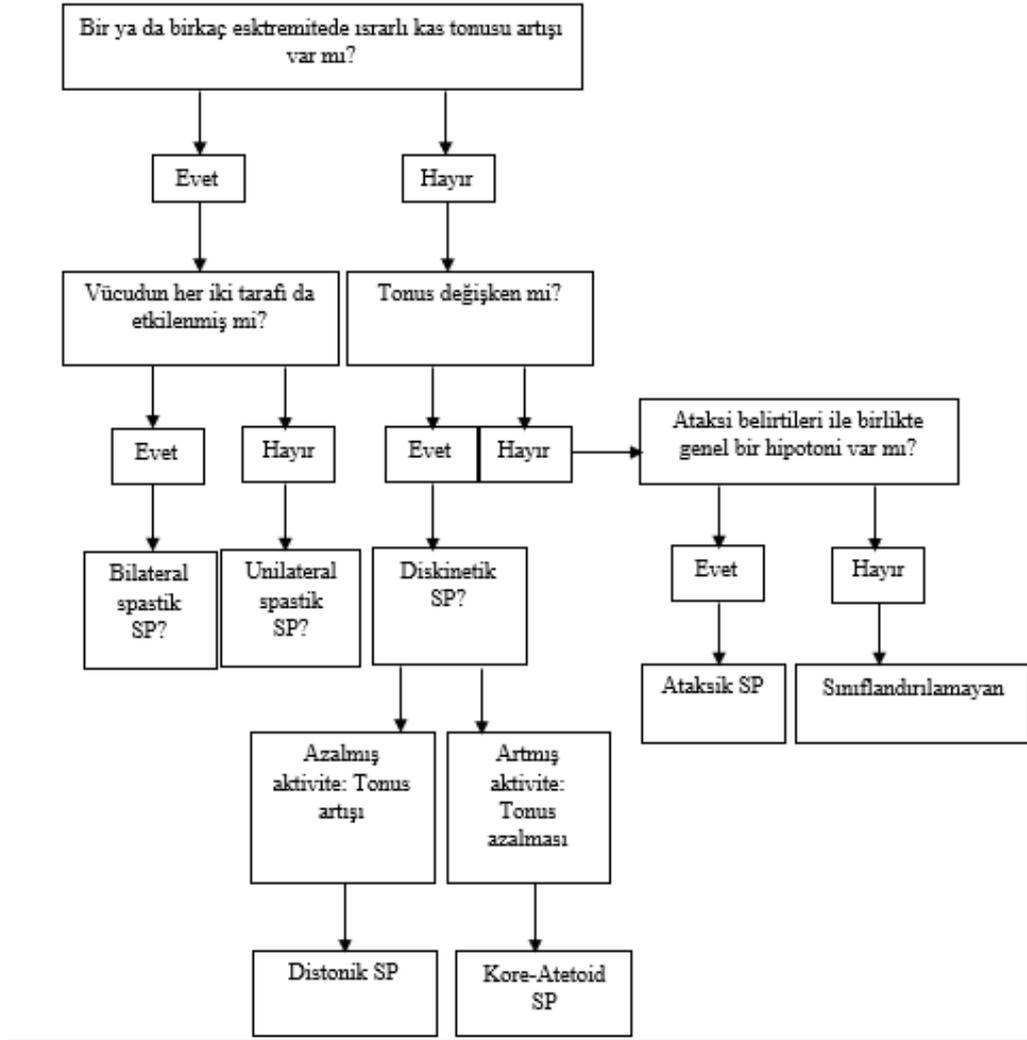 Bir ya da birkaç esktremitede ısrarlı kas tonusu artışı
var mı?
Evet
Hayır
Vücudun her iki tarafı da
etkilenmiş mi?
Tonus değişken mi?
Evet
Hayır
Evet
Hayır
Ataksi belirtileri ile birlikte
genel bir hipotoni var mı?
Bilateral
spastik
SP?
Unilateral
spastik
SP?
Diskinetik
SP?
Evet
Hayır
Ataksik SP
Sınıflandırılamayan
Azalmış
aktivite: Tonus
artışı
Artmış
aktivite:
Tonus
azalması
Distonik SP
Kore-Atetoid
SP